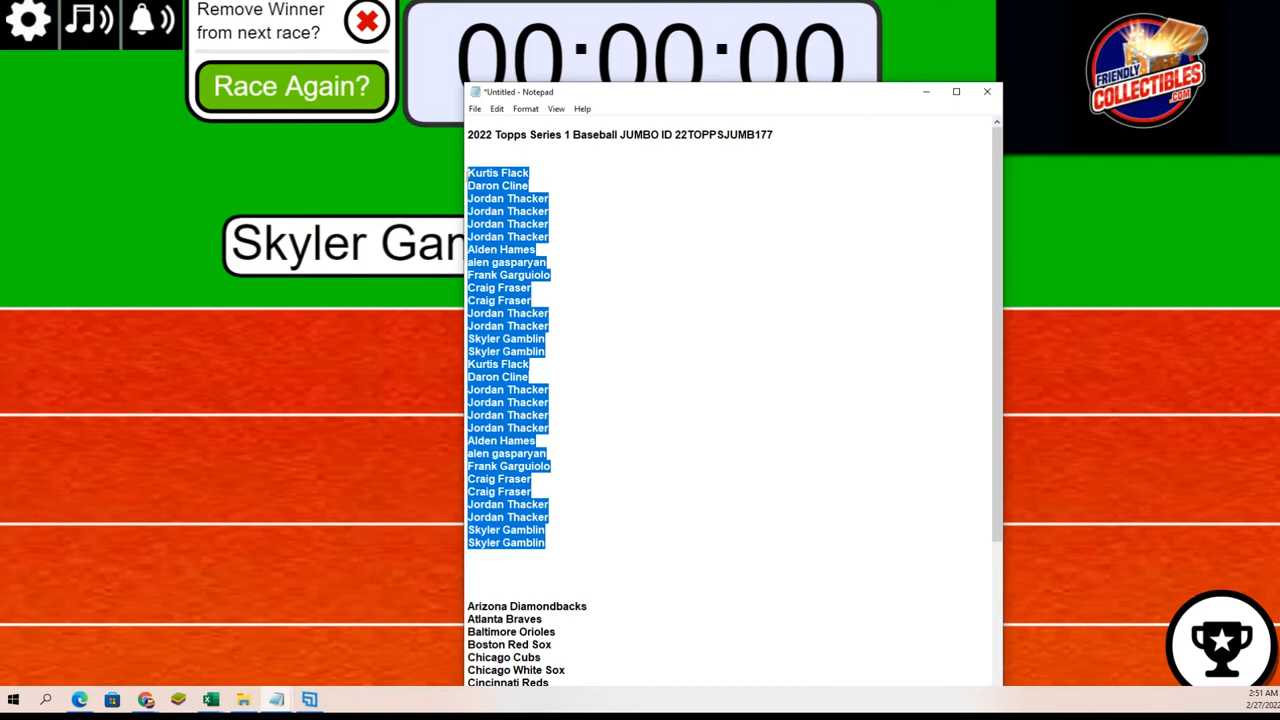 Remove Winner
from next race?
Race Again?
00:00:00
FRIENDLY
COLLECTIBLES
.COM
Skyler Gam
*Untitled - Notepad
File Edit Format View Help
2022 Topps Series 1 Baseball JUMBO ID 22TOPPSJUMB177
Kurtis Flack
Daron Cline
Jordan Thacker
Jordan Thacker
Jordan Thacker
Jordan Thacker
Alden Hames
alen gasparyan
Frank Garguiolo
Craig Fraser
Craig Fraser
Jordan Thacker
Jordan Thacker
Skyler Gamblin
Skyler Gamblin
Kurtis Flack
Daron Cline
Jordan Thacker
Jordan Thacker
Jordan Thacker
Jordan Thacker
Alden Hames
alen gasparyan
Frank Garguiolo
Craig Fraser
Craig Fraser
Jordan Thacker
Jordan Thacker
Skyler Gamblin
Skyler Gamblin
Arizona Diamondbacks
Atlanta Braves
Baltimore Orioles
Boston Red Sox
Chicago Cubs
Chicago White Sox
Cincinnati Reds
2:51 AM
2/27/202